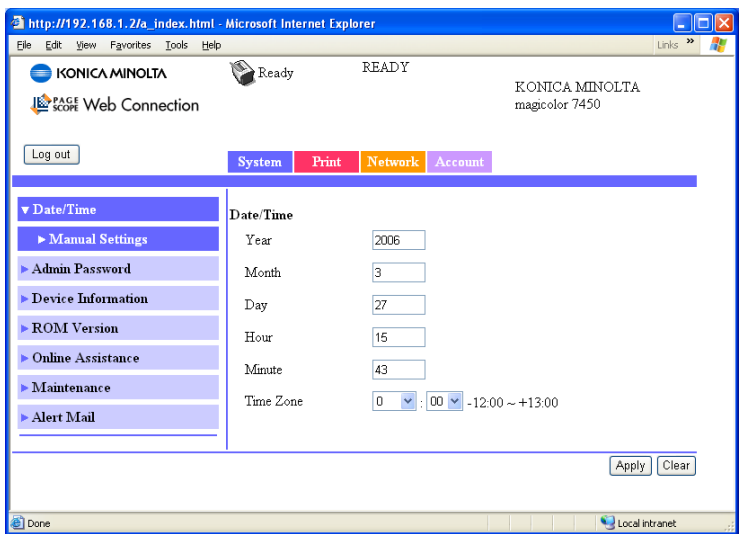 http://192.168.1.2/a_index.html - Microsoft Internet Explorer
File Edit View Favorites Tools Help Links »
KONICA MINOLTA
Ready
READY
KONICA MINOLTA
magicolor 7450
PAGE SCOPE Web Connection
Log out
System Print Network Account
Date/Time
Manual Settings
Admin Password
Device Information
ROM Version
Online Assistance
Maintenance
Alert Mail
Date/Time
Year 2006
Month 3
Day 27
Hour 15
Minute 43
Time Zone 0 : 00 -12:00 ~ +13:00
Apply Clear
Done Local intranet